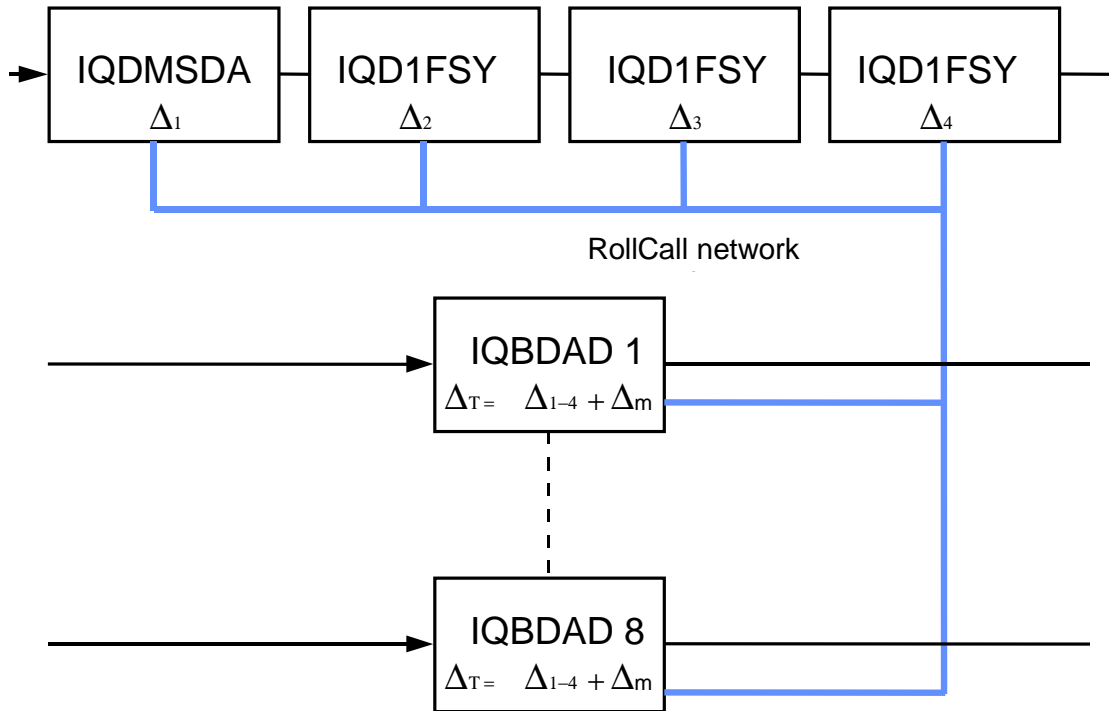 IQDMSDA
Δ1
IQD1FSY
Δ2
IQD1FSY
Δ3
IQD1FSY
Δ4
RollCall network
IQBDAD 1
ΔT = Δ1–4 + Δm
IQBDAD 8
ΔT = Δ1–4 + Δm